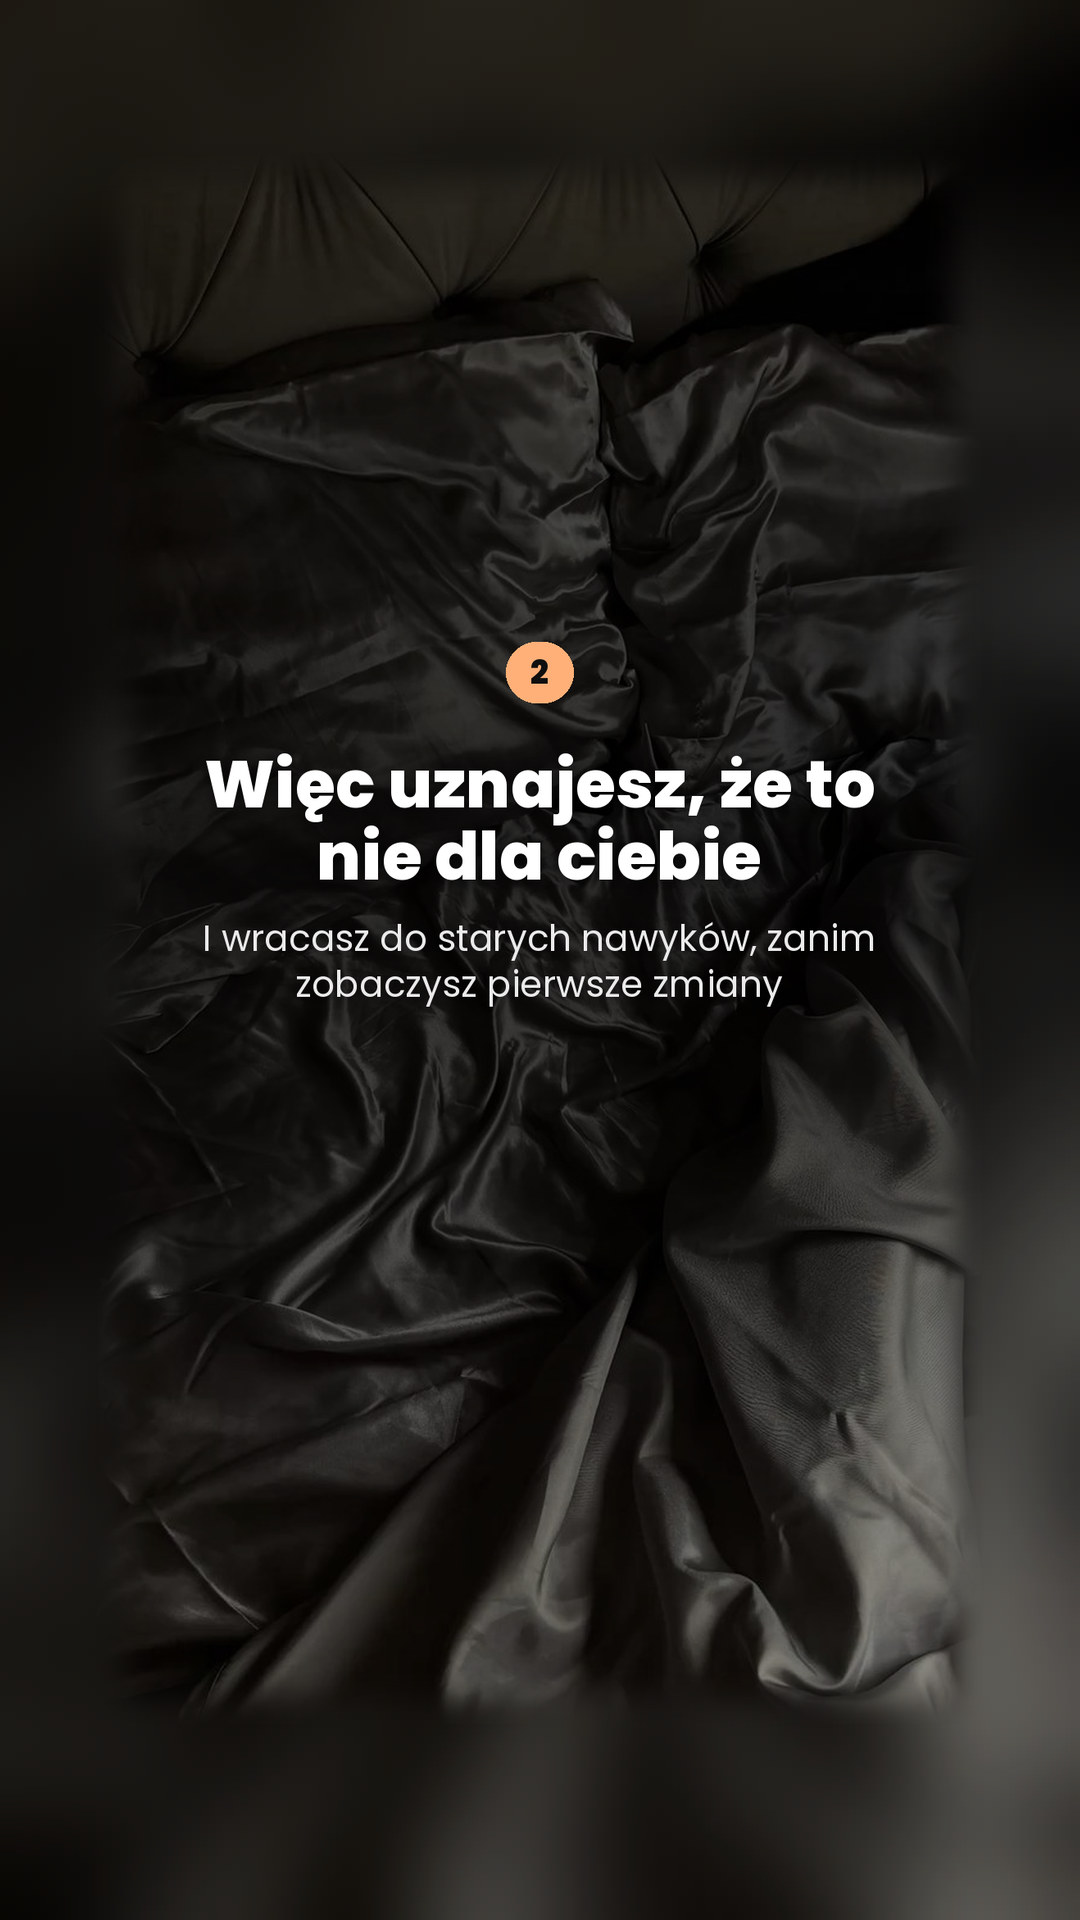 2
Więc uznajesz, że to
nie dla ciebie
I wracasz do starych nawyków, zanim
zobaczysz pierwsze zmiany